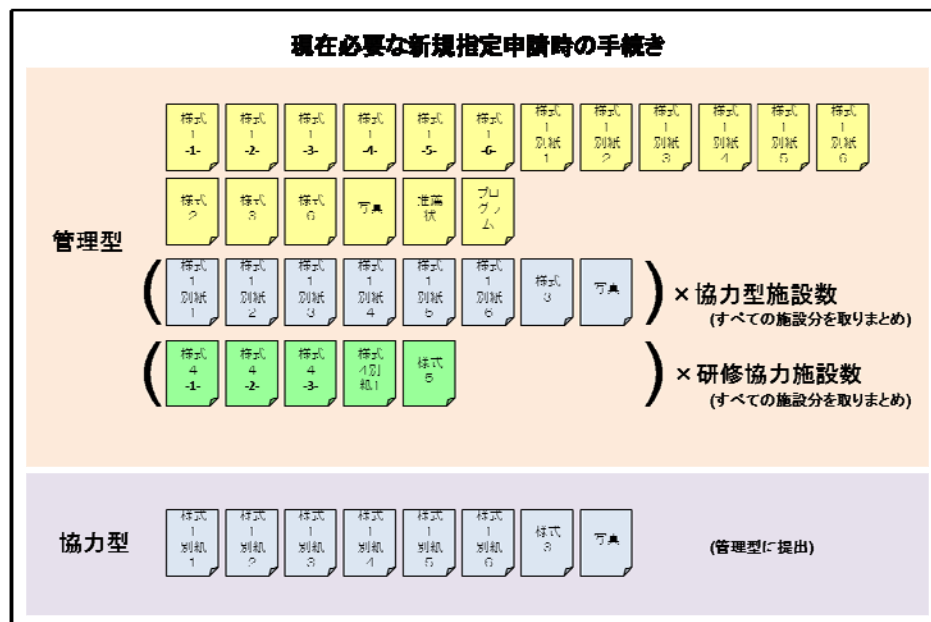 現在必要な新規指定申請時の手続き
様式 様式 様式 様式 様式 様式 様式 様式 様式 様式 様式 様式
1 1 1 1 1 1 1 1 1 1 1 1
-1- -2- -3- -4- -5- -6- 別紙 別紙 別紙 別紙 別紙 別紙
1 2 3 4 5 6
様式 様式 様式 写真 推薦 プロ
2 3 6 状 グラ
ム
管理型
( 様式 様式 様式 様式 様式 様式 様式 写真 ) ×協力型施設数
1 1 1 1 1 1 3
別紙 別紙 別紙 別紙 別紙 別紙
1 2 3 4 5 6
(すべての施設分を取りまとめ)
( 様式 様式 様式 様式 様式 ) ×研修協力施設数
4 4 4 4別 5
-1- -2- -3- 紙1
(すべての施設分を取りまとめ)
協力型
様式 様式 様式 様式 様式 様式 様式 写真 (管理型に提出)
1 1 1 1 1 1 3
別紙 別紙 別紙 別紙 別紙 別紙
1 2 3 4 5 6